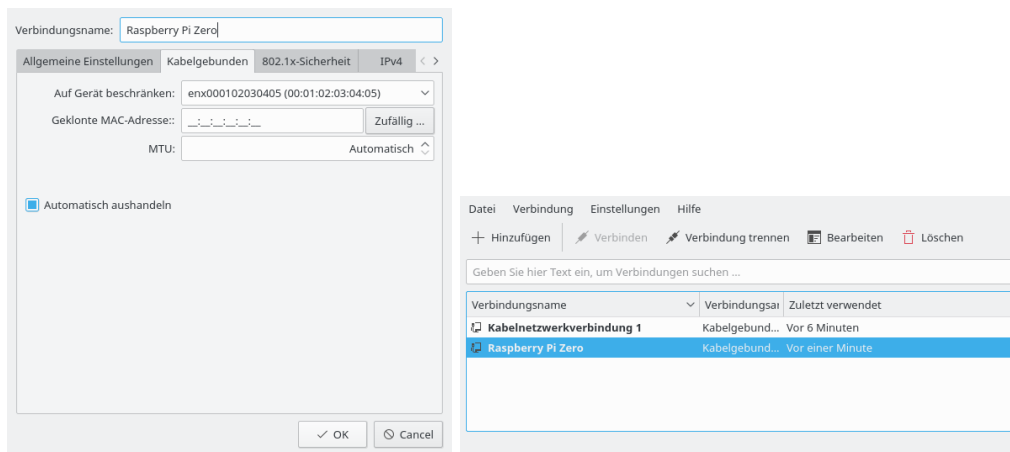 Verbindungsname: Raspberry Pi Zero
Allgemeine Einstellungen Kabelgebunden 802.1x-Sicherheit IPv4
Auf Gerät beschränken: enx000102030405 (00:01:02:03:04:05)
Geklonte MAC-Adresse:: __:__:__:__:__:__ Zufällig ...
MTU: Automatisch
Automatisch aushandeln
OK Cancel
Datei Verbindung Einstellungen Hilfe
Hinzufügen Verbinden Verbindung trennen Bearbeiten Löschen
Geben Sie hier Text ein, um Verbindungen suchen ...
Verbindungsname Verbindungsar Zuletzt verwendet
Kabelnetzwerkverbindung 1 Kabelgebund... Vor 6 Minuten
Raspberry Pi Zero Kabelgebund... Vor einer Minute